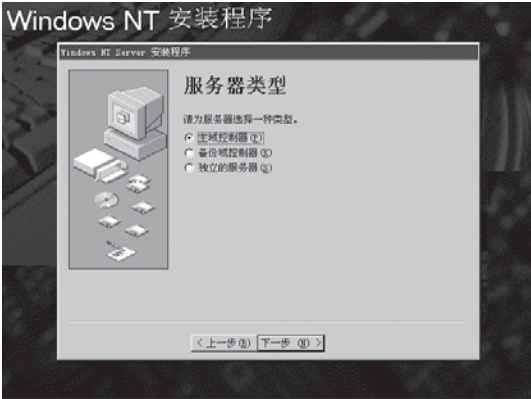 Windows NT 安装程序
Windows NT Server 安装程序
服务器类型
请为服务器选择一种类型。
主域控制器(P)
备份域控制器(K)
独立的服务器(S)
< 上一步(B)
下一步 (N) >